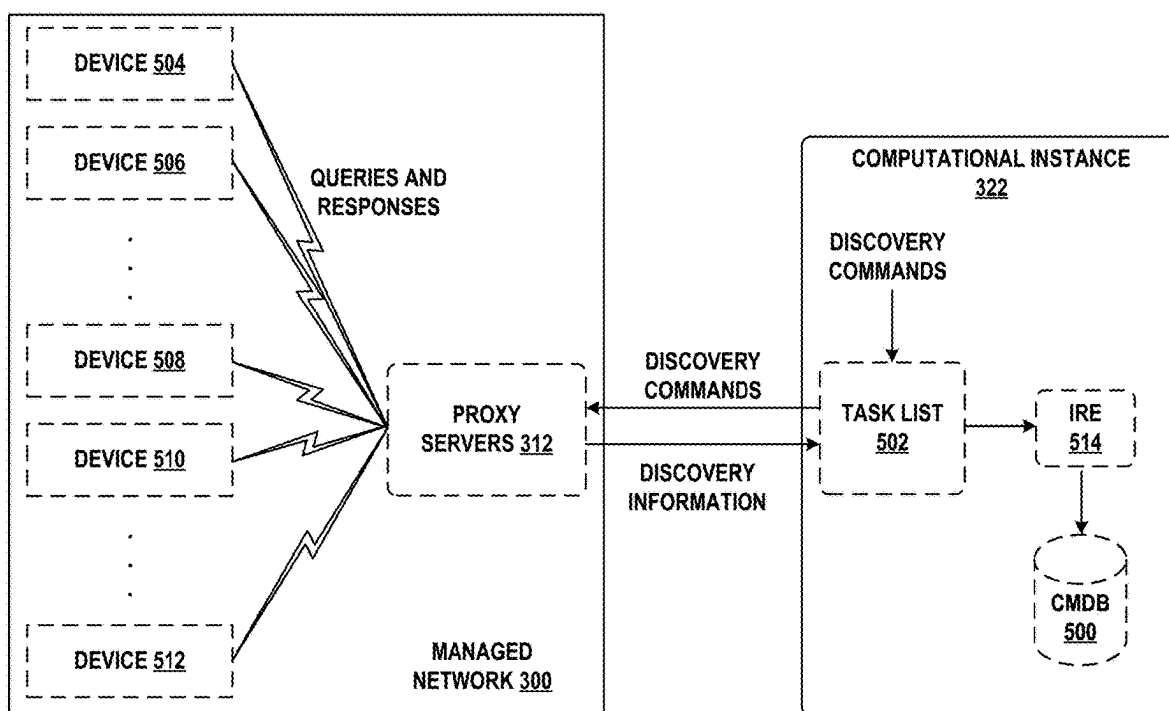 DEVICE 504
DEVICE 506
QUERIES AND
RESPONSES
DEVICE 508
DEVICE 510
DEVICE 512
PROXY
SERVERS 312
MANAGED
NETWORK 300
DISCOVERY
COMMANDS
DISCOVERY
INFORMATION
COMPUTATIONAL INSTANCE
322
DISCOVERY
COMMANDS
TASK LIST
502
IRE
514
CMDB
500